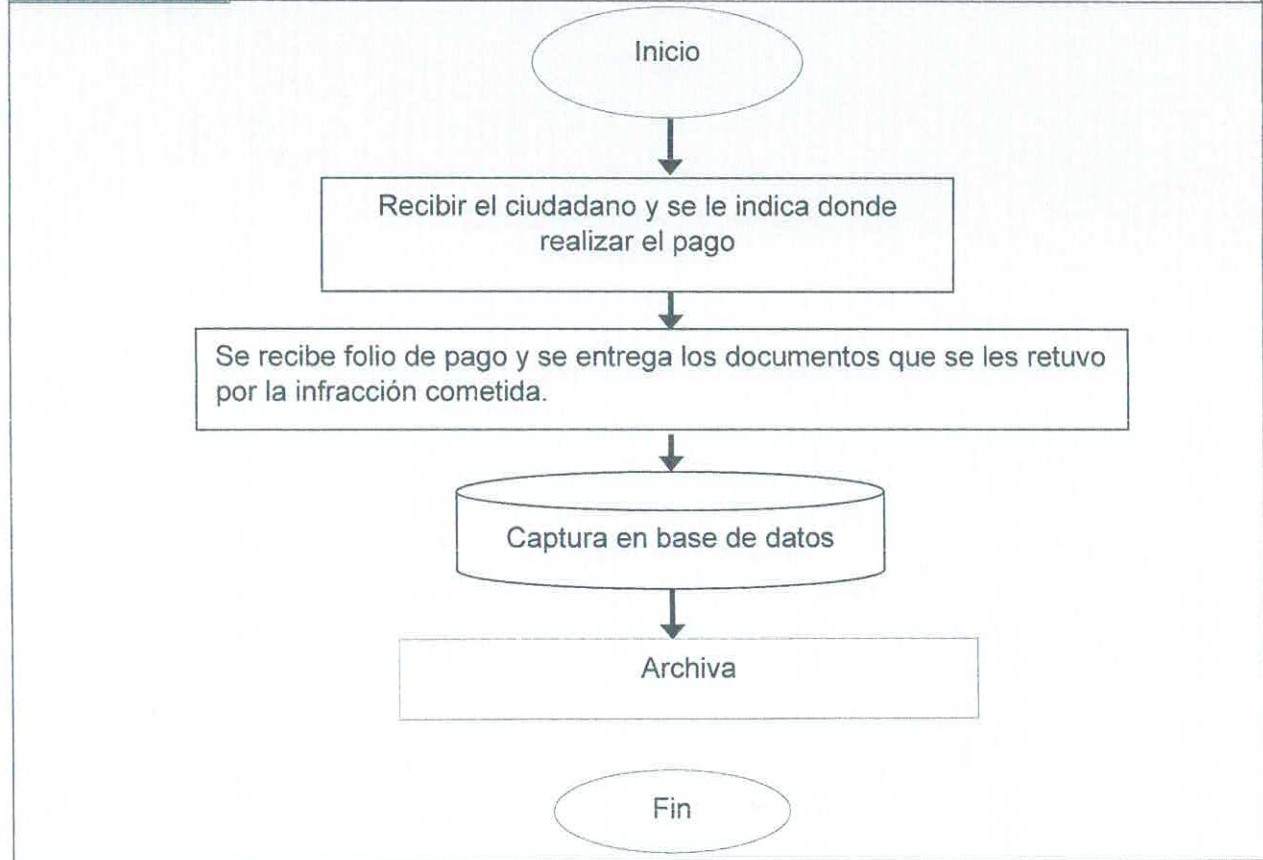 Inicio
Recibir el ciudadano y se le indica donde
realizar el pago
Se recibe folio de pago y se entrega los documentos que se les retuvo
por la infracción cometida.
Captura en base de datos
Archiva
Fin